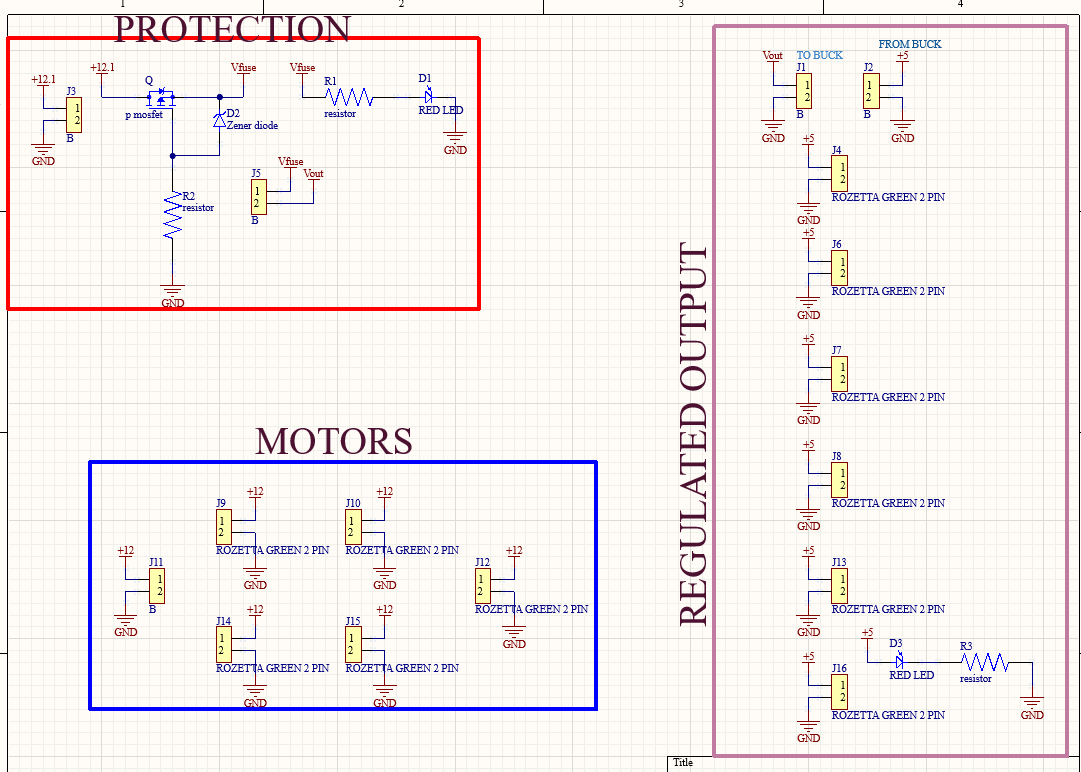 1
2
3
4
PROTECTION
+12.1
J3
1
2
B
GND
+12.1
Q
p mosfet
Vfuse
D2
Zener diode
R2
resistor
GND
Vfuse
R1
resistor
D1
RED LED
GND
J5
1
2
B
Vfuse
Vout
MOTORS
+12
J11
1
2
B
GND
J9
1
2
+12
ROZETTA GREEN 2 PIN
GND
J10
1
2
+12
ROZETTA GREEN 2 PIN
GND
J12
1
2
+12
ROZETTA GREEN 2 PIN
GND
J14
1
2
+12
ROZETTA GREEN 2 PIN
GND
J15
1
2
+12
ROZETTA GREEN 2 PIN
GND
REGULATED OUTPUT
Vout
TO BUCK
J1
1
2
B
GND
FROM BUCK
J2
1
2
B
+5
GND
+5
J4
1
2
ROZETTA GREEN 2 PIN
GND
+5
J6
1
2
ROZETTA GREEN 2 PIN
GND
+5
J7
1
2
ROZETTA GREEN 2 PIN
GND
+5
J8
1
2
ROZETTA GREEN 2 PIN
GND
+5
J13
1
2
ROZETTA GREEN 2 PIN
GND
+5
J16
1
2
ROZETTA GREEN 2 PIN
GND
+5
D3
RED LED
R3
resistor
GND
Title